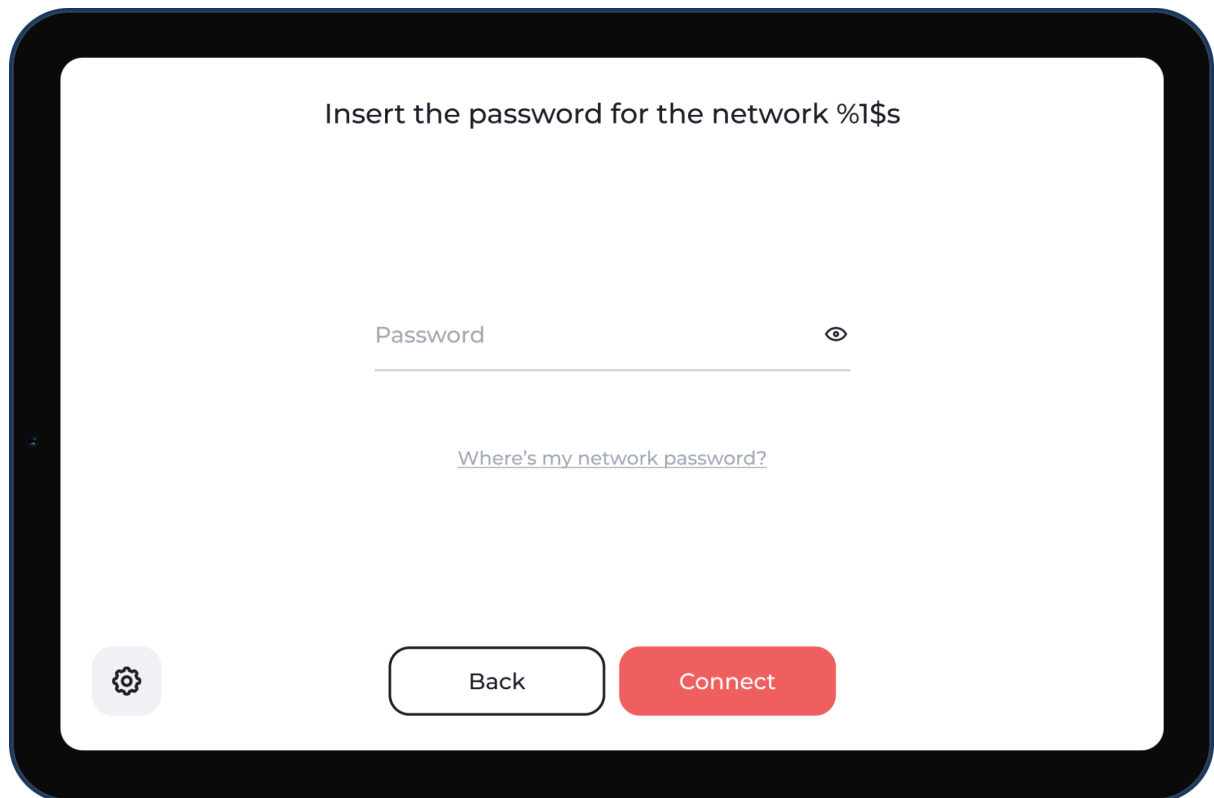 Insert the password for the network %1$s
Password
Where's my network password?
Back
Connect